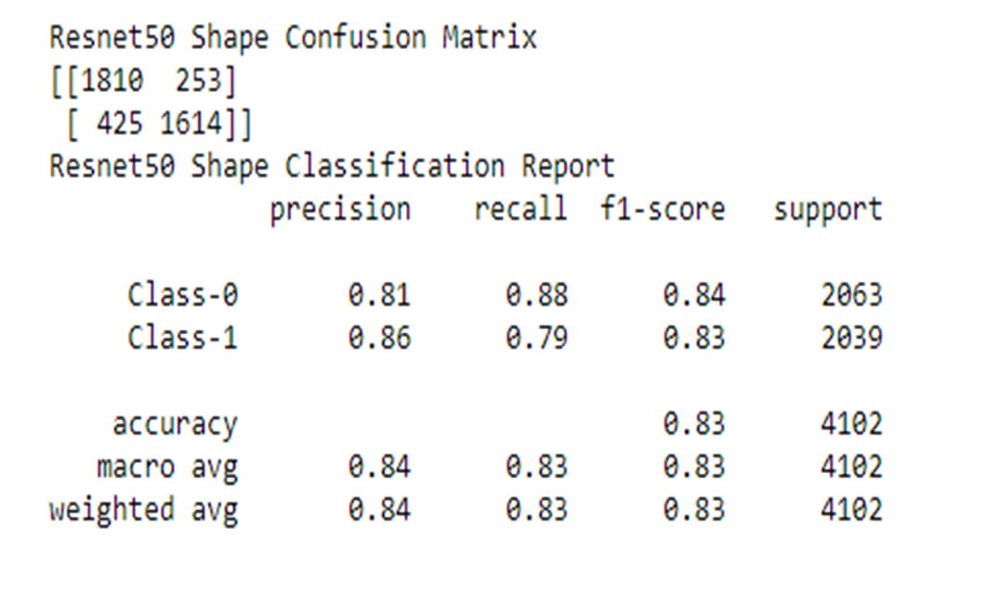 Resnet50 Shape Confusion Matrix
[[1810  253]
 [ 425 1614]]
Resnet50 Shape Classification Report
              precision    recall  f1-score   support

     Class-0       0.81      0.88      0.84      2063
     Class-1       0.86      0.79      0.83      2039

    accuracy                           0.83      4102
   macro avg       0.84      0.83      0.83      4102
weighted avg       0.84      0.83      0.83      4102